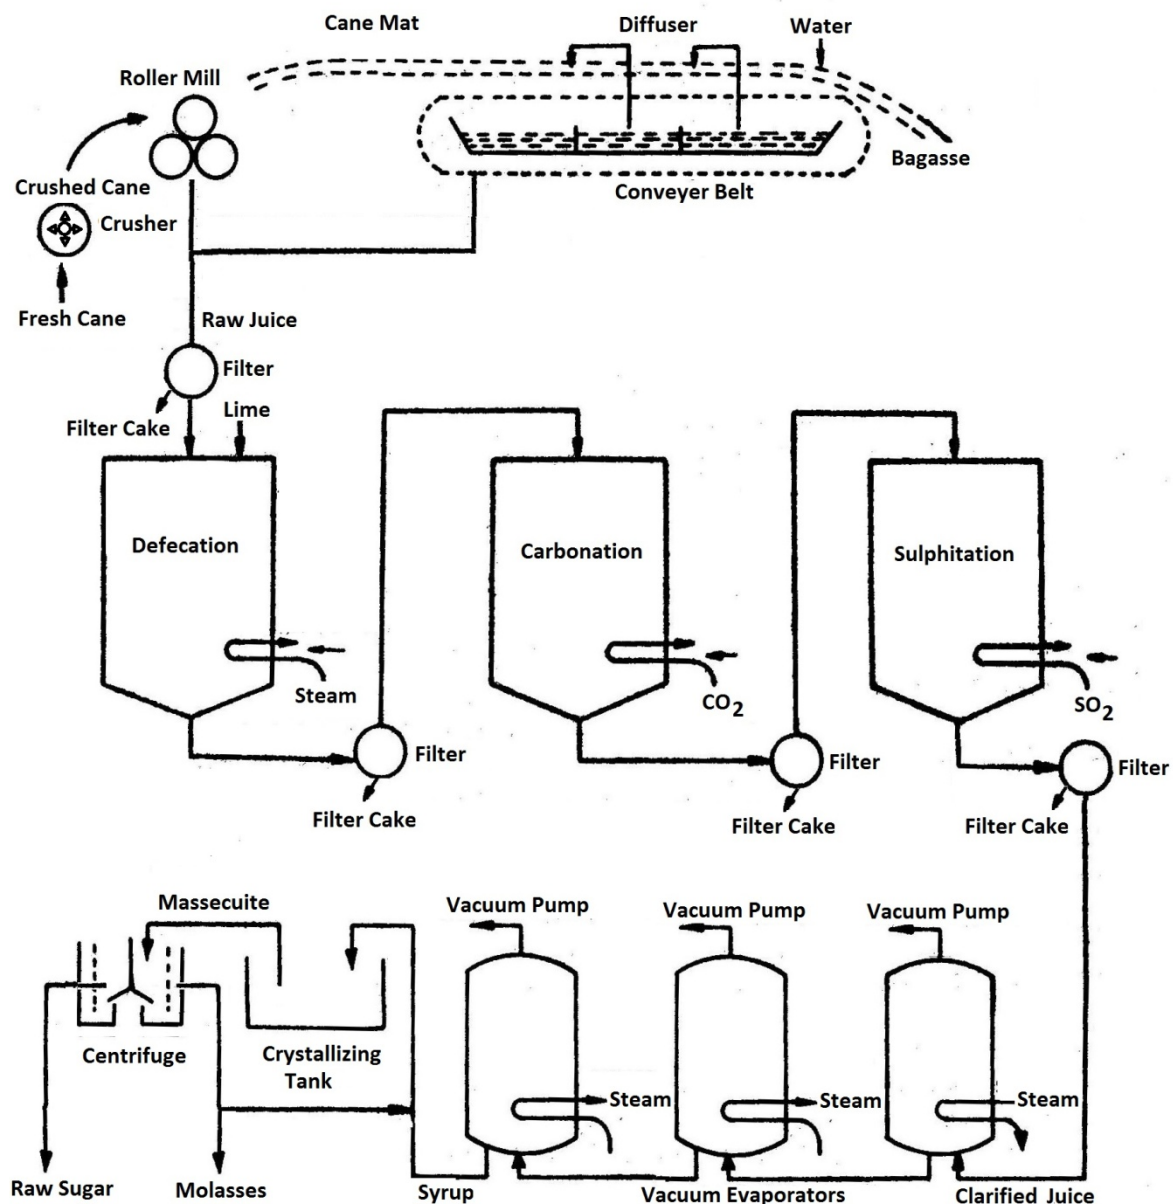 Cane Mat
Diffuser
Water
Roller Mill
Bagasse
Crushed Cane
Conveyer Belt
Crusher
Fresh Cane
Raw Juice
Filter
Lime
Filter Cake
Defecation
Carbonation
Sulphitation
Steam
CO2
SO2
Filter
Filter
Filter
Filter Cake
Filter Cake
Filter Cake
Massecuite
Vacuum Pump
Vacuum Pump
Vacuum Pump
Centrifuge
Crystallizing
Tank
Steam
Steam
Steam
Raw Sugar
Molasses
Syrup
Vacuum Evaporators
Clarified Juice